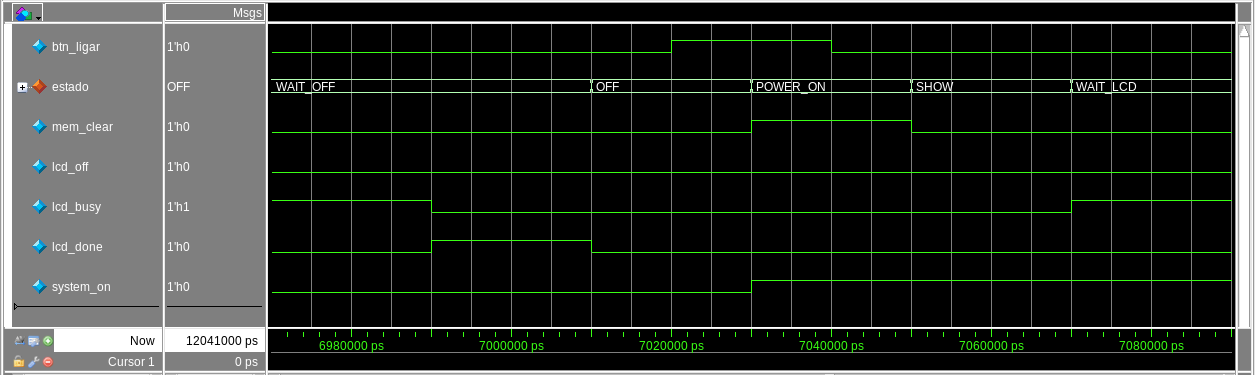 Msgs
btn_ligar 1'h0
estado OFF WAIT_OFF OFF POWER_ON SHOW WAIT_LCD
mem_clear 1'h0
lcd_off 1'h0
lcd_busy 1'h1
lcd_done 1'h0
system_on 1'h0
Now 12041000 ps 6980000 ps 7000000 ps 7020000 ps 7040000 ps 7060000 ps 7080000 ps
Cursor 1 0 ps